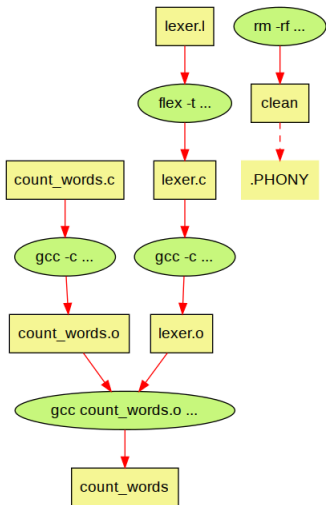 lexer.l
rm -rf ...
flex -t ...
clean
count_words.c
lexer.c
.PHONY
gcc -c ...
gcc -c ...
count_words.o
lexer.o
gcc count_words.o ...
count_words